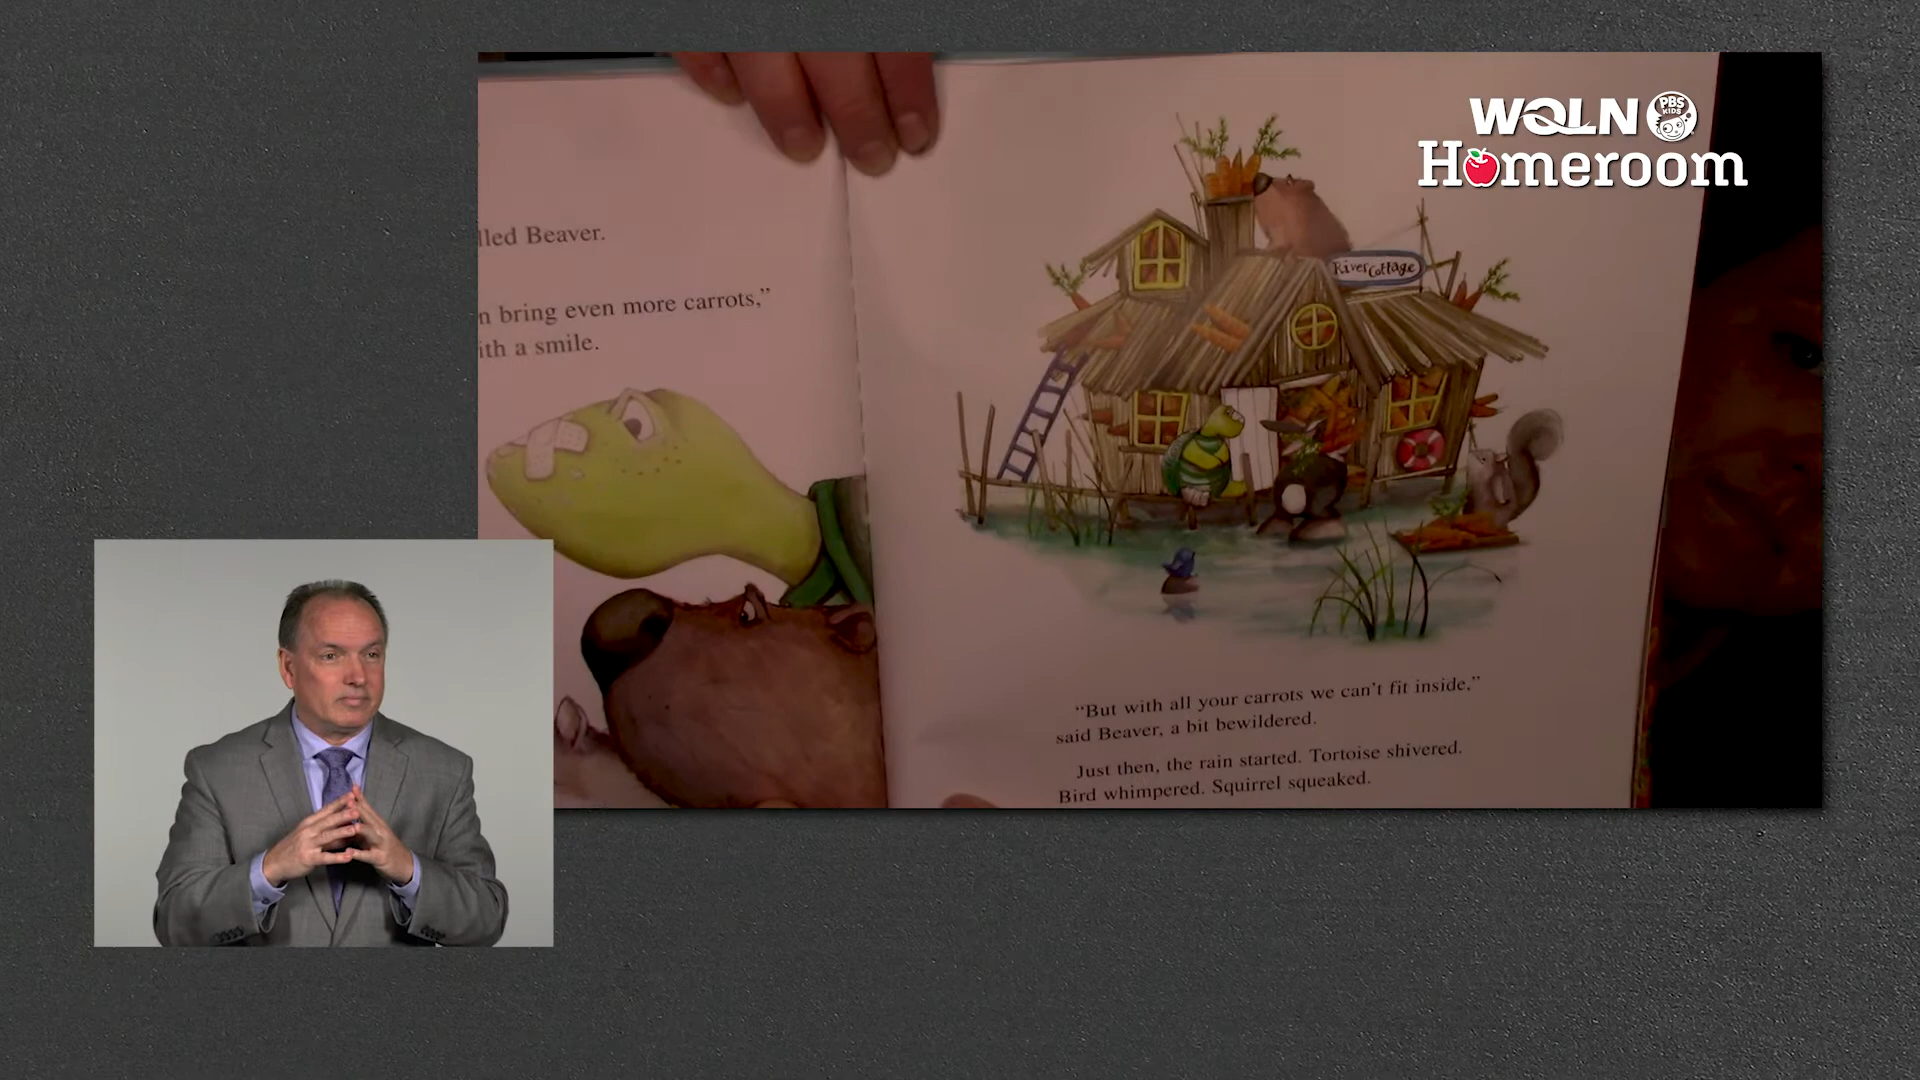 WQLN PBS KIDS
Homeroom
lled Beaver.
n bring even more carrots,”
ith a smile.
River Cottage
“But with all your carrots we can’t fit inside,”
said Beaver, a bit bewildered.
Just then, the rain started. Tortoise shivered.
Bird whimpered. Squirrel squeaked.